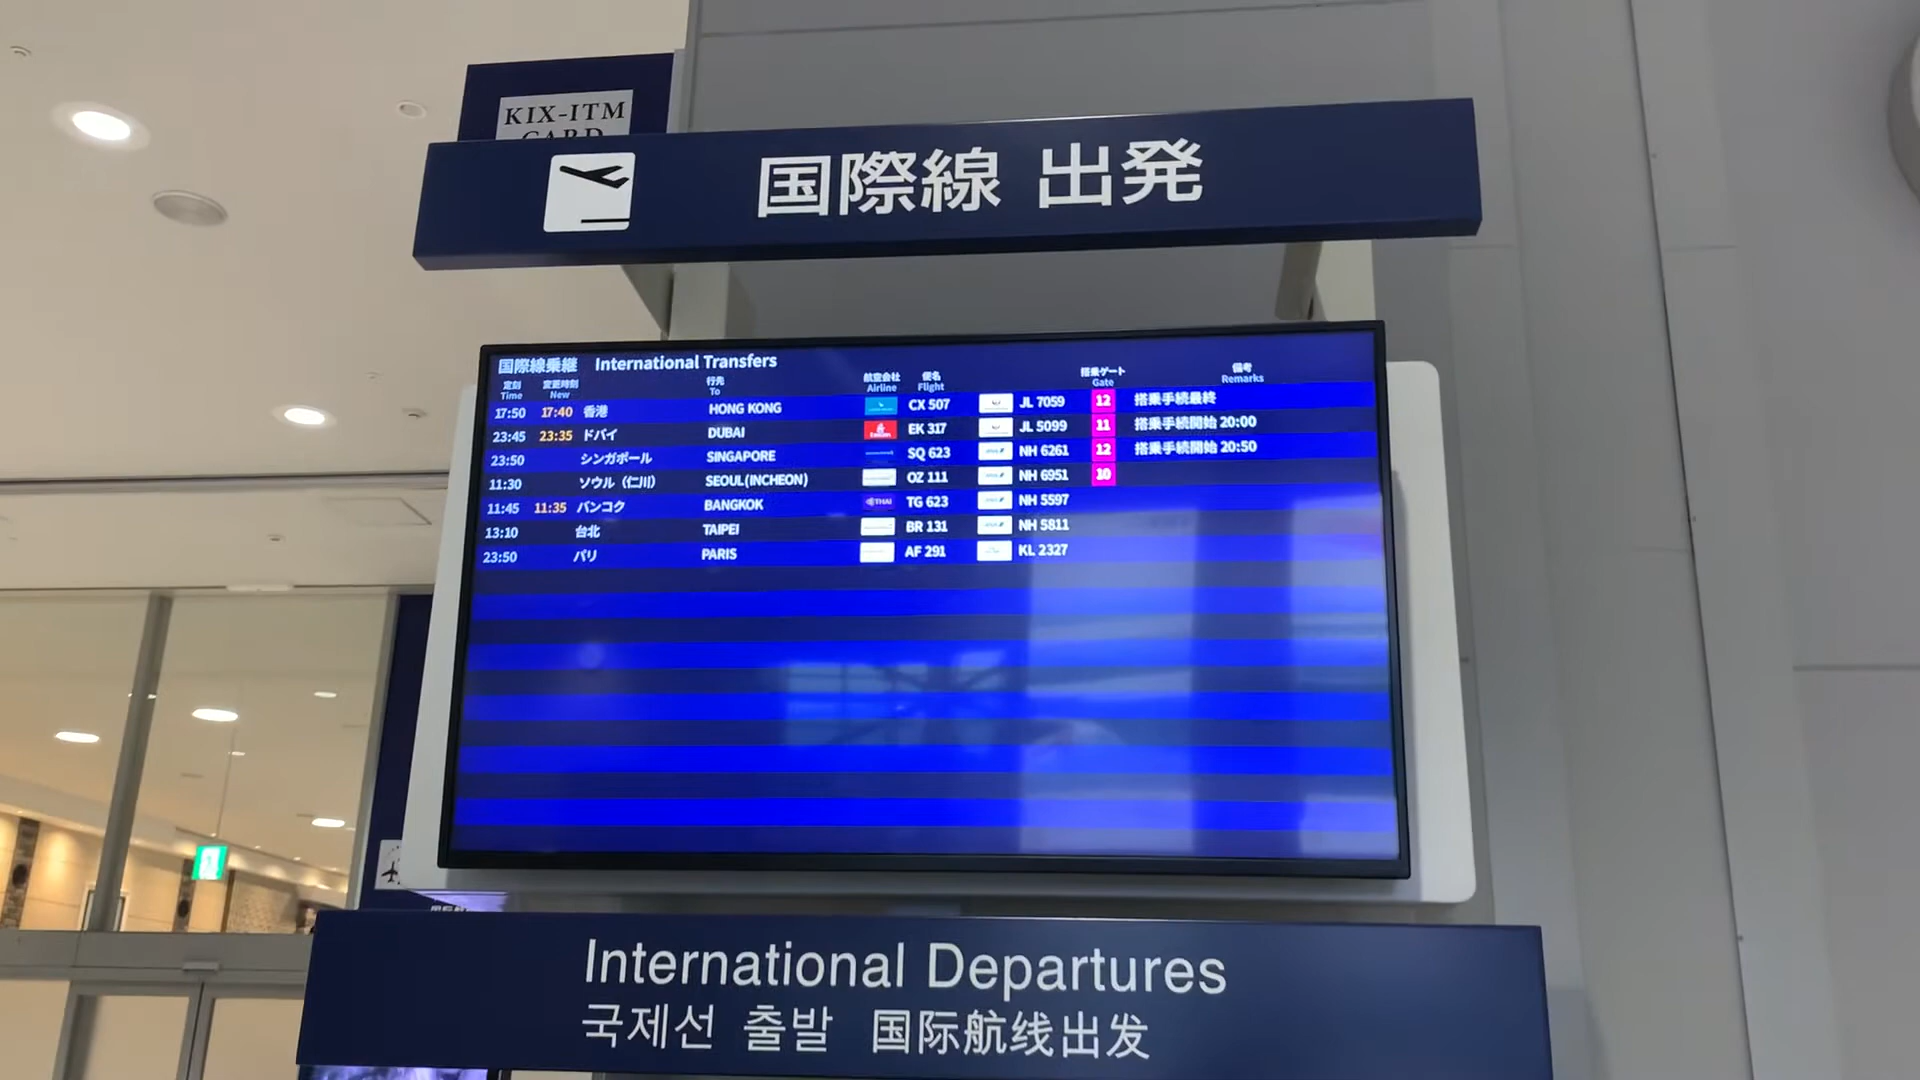 KIX-ITM
CARD
国際線 出発
国際線乗継 International Transfers
定刻 変更時刻 行先 航空会社 便名 搭乗ゲート 備考
Time New To Airline Flight Gate Remarks
17:50 17:40 香港 HONG KONG CX 507 JL 7059 12 搭乗手続最終
23:45 23:35 ドバイ DUBAI Emirates EK 317 JL 5099 11 搭乗手続開始 20:00
23:50 シンガポール SINGAPORE SQ 623 NH 6261 12 搭乗手続開始 20:50
11:30 ソウル（仁川） SEOUL(INCHEON) OZ 111 NH 6951 10
11:45 11:35 バンコク BANGKOK THAI TG 623 NH 5597
13:10 台北 TAIPEI BR 131 NH 5811
23:50 パリ PARIS AF 291 KL 2327
International Departures
국제선 출발 国际航线出发